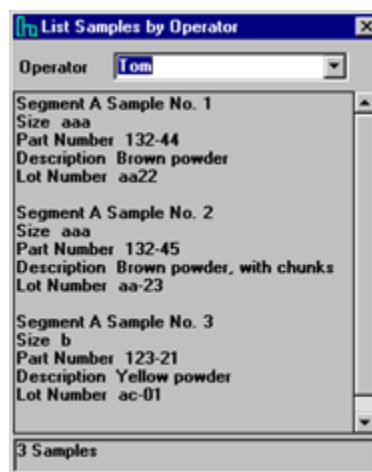 List Samples by Operator
Operator Tom
Segment A Sample No. 1
Size aaa
Part Number 132-44
Description Brown powder
Lot Number aa22
Segment A Sample No. 2
Size aaa
Part Number 132-45
Description Brown powder, with chunks
Lot Number aa-23
Segment A Sample No. 3
Size b
Part Number 123-21
Description Yellow powder
Lot Number ac-01
3 Samples